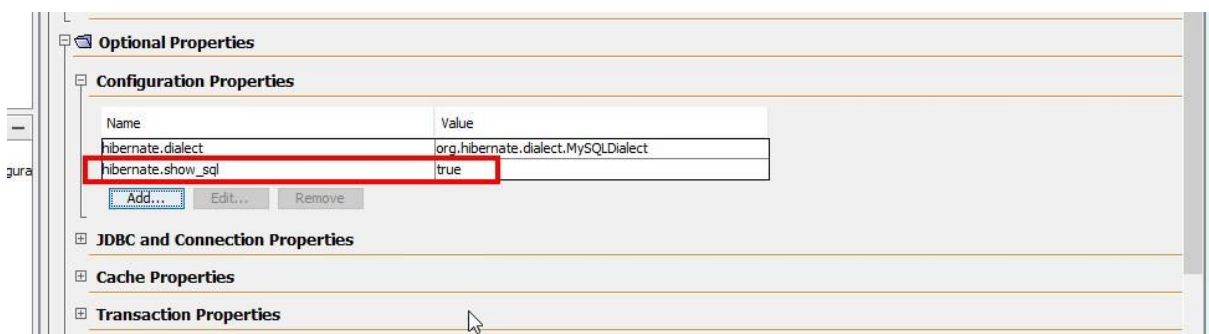 Optional Properties
Configuration Properties
Name Value
hibernate.dialect org.hibernate.dialect.MySQLDialect
hibernate.show_sql true
gura
Add... Edit... Remove
JDBC and Connection Properties
Cache Properties
Transaction Properties